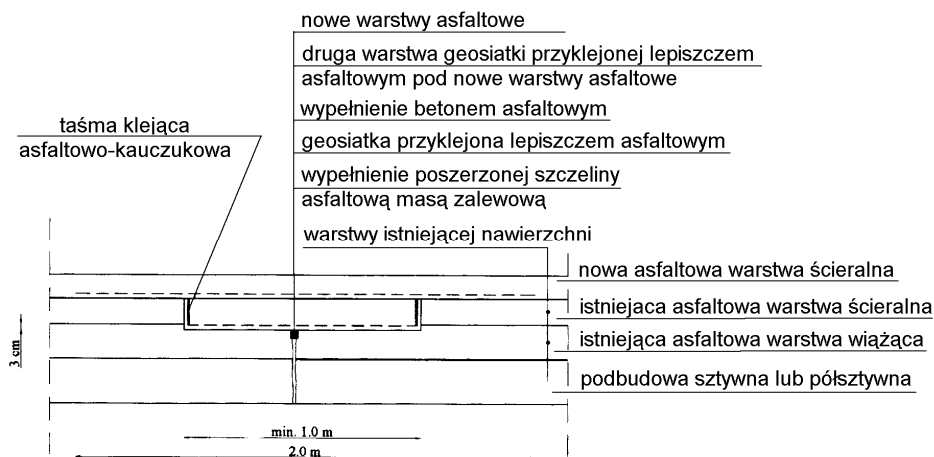 nowe warstwy asfaltowe
druga warstwa geosiatki przyklejonej lepiszczem
asfaltowym pod nowe warstwy asfaltowe
wypełnienie betonem asfaltowym
taśma klejąca
asfaltowo-kauczukowa
geosiatka przyklejona lepiszczem asfaltowym
wypełnienie poszerzonej szczeliny
asfaltową masą zalewową
warstwy istniejącej nawierzchni
nowa asfaltowa warstwa ścieralna
istniejaca asfaltowa warstwa ścieralna
istniejąca asfaltowa warstwa wiążąca
podbudowa sztywna lub półsztywna
3 cm
min. 1.0 m
2.0 m